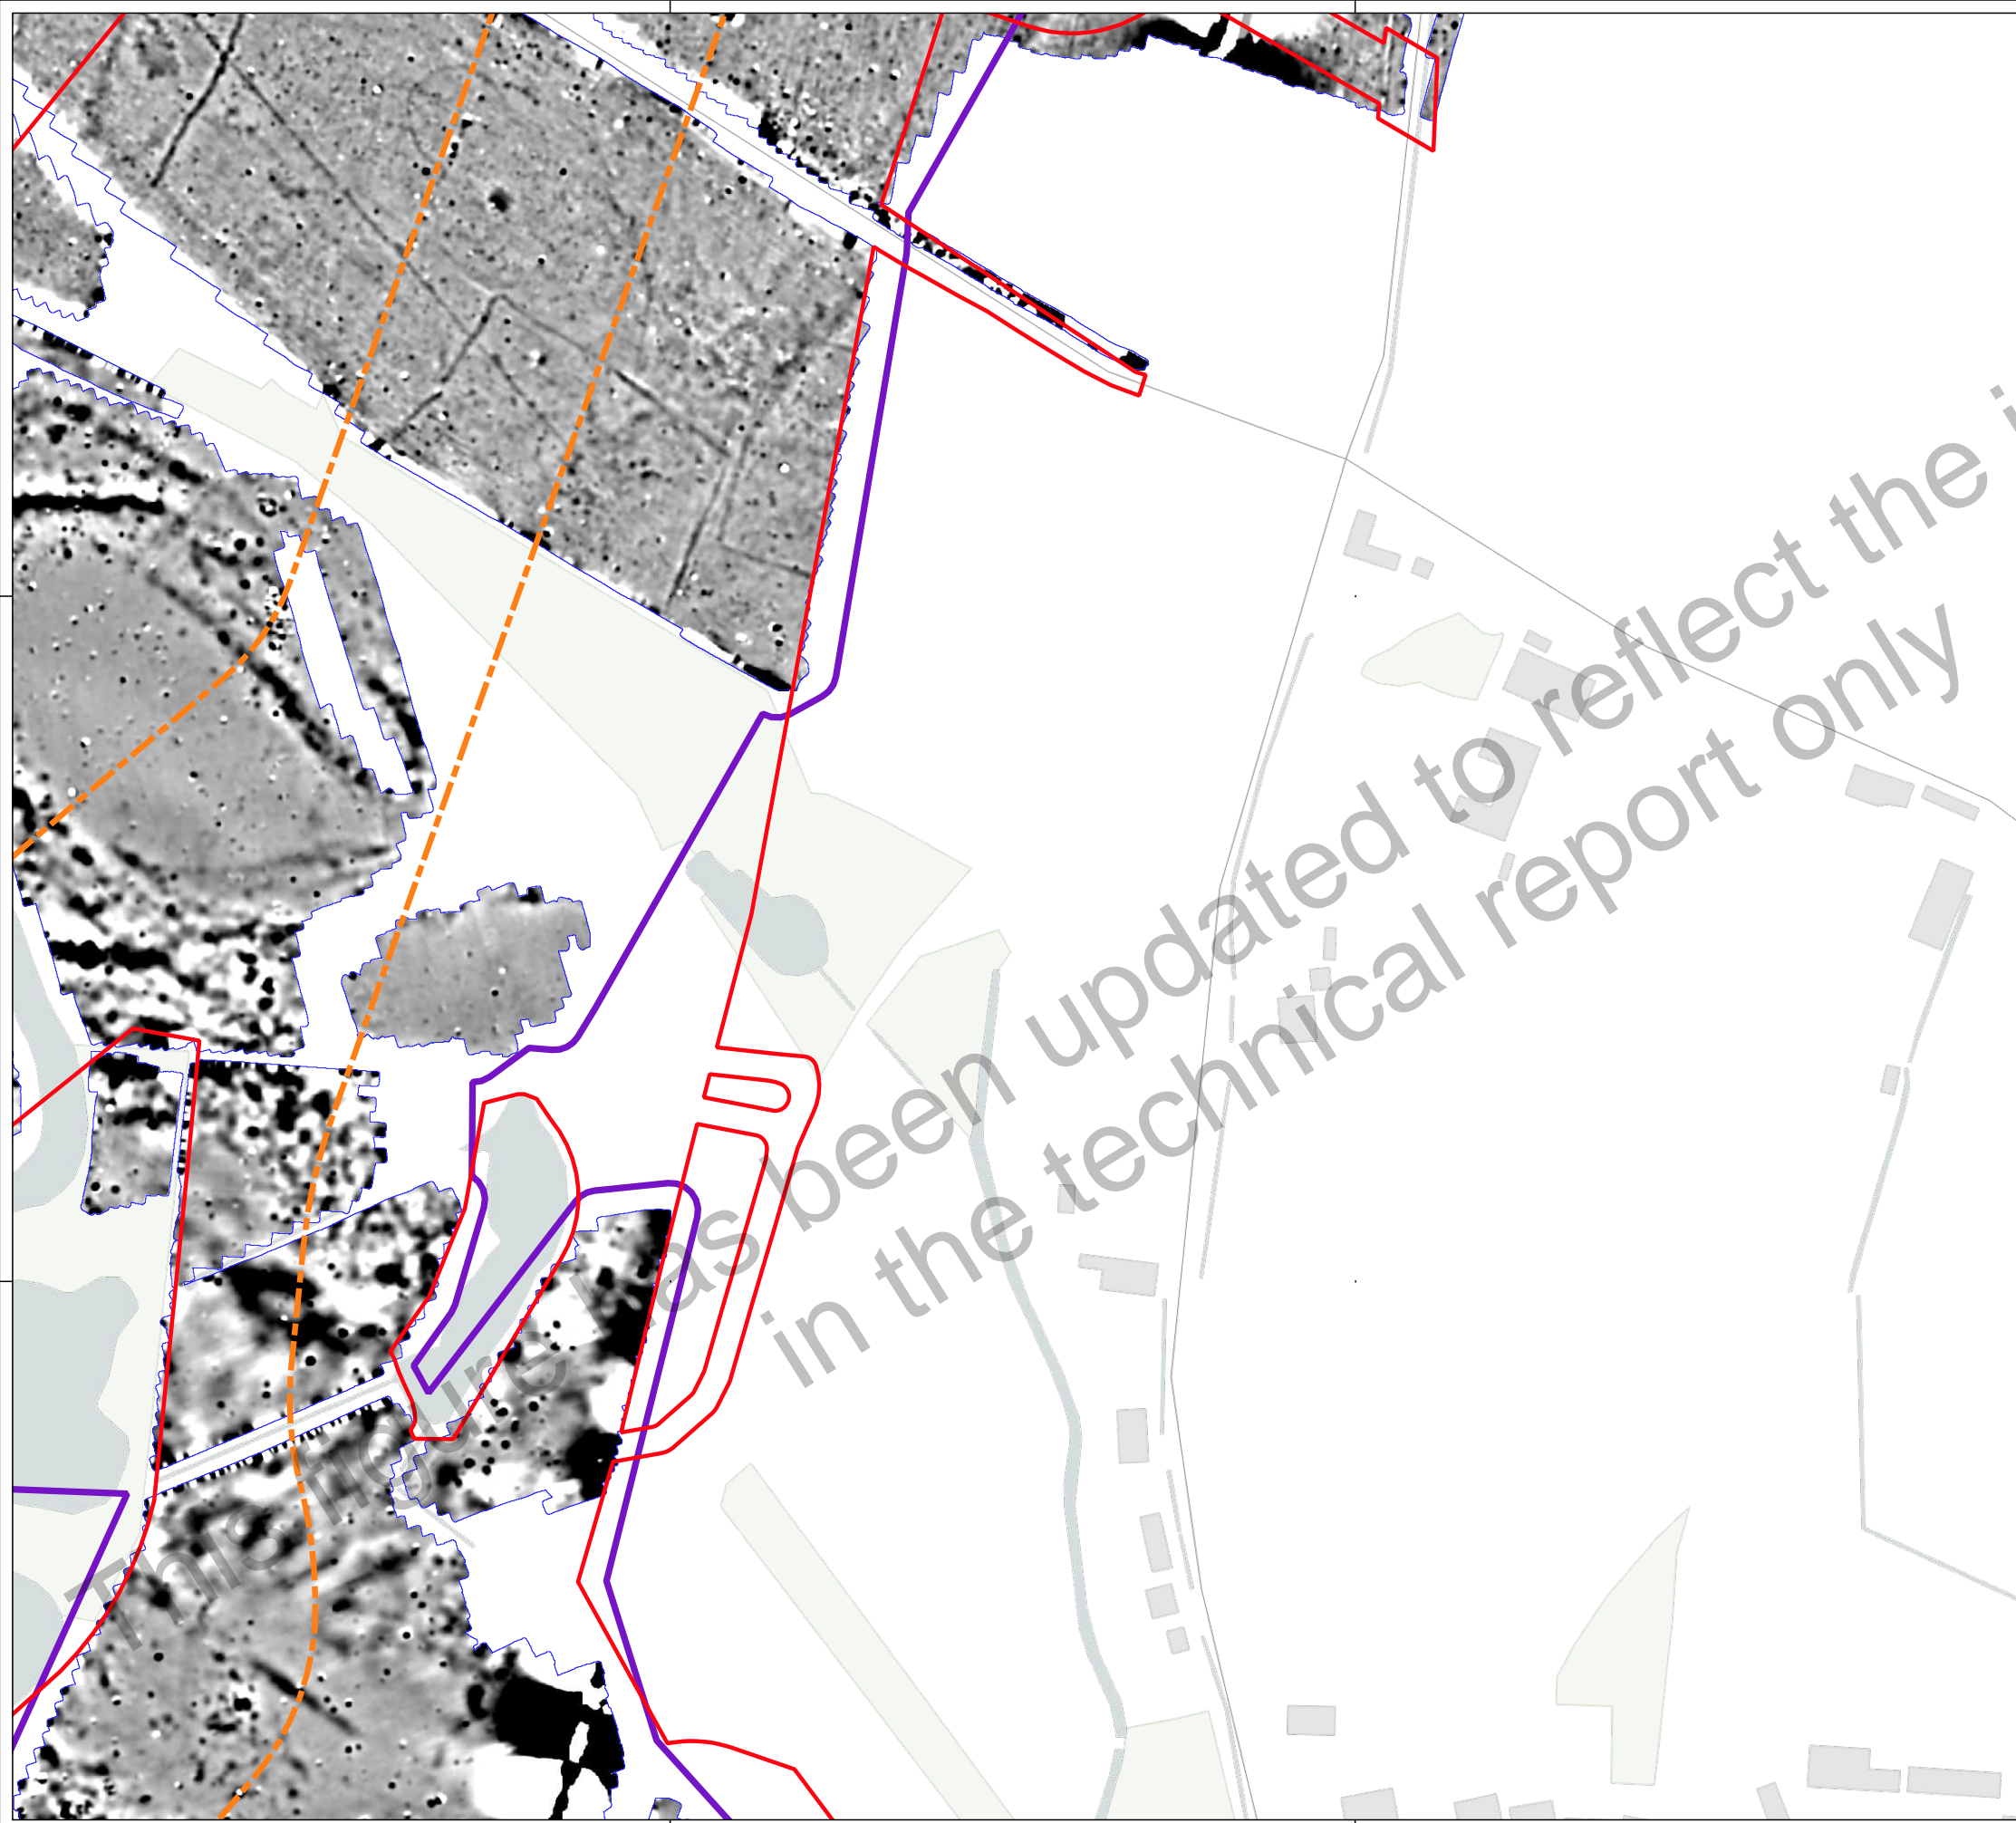 This figure has been updated to reflect the i
in the technical report only